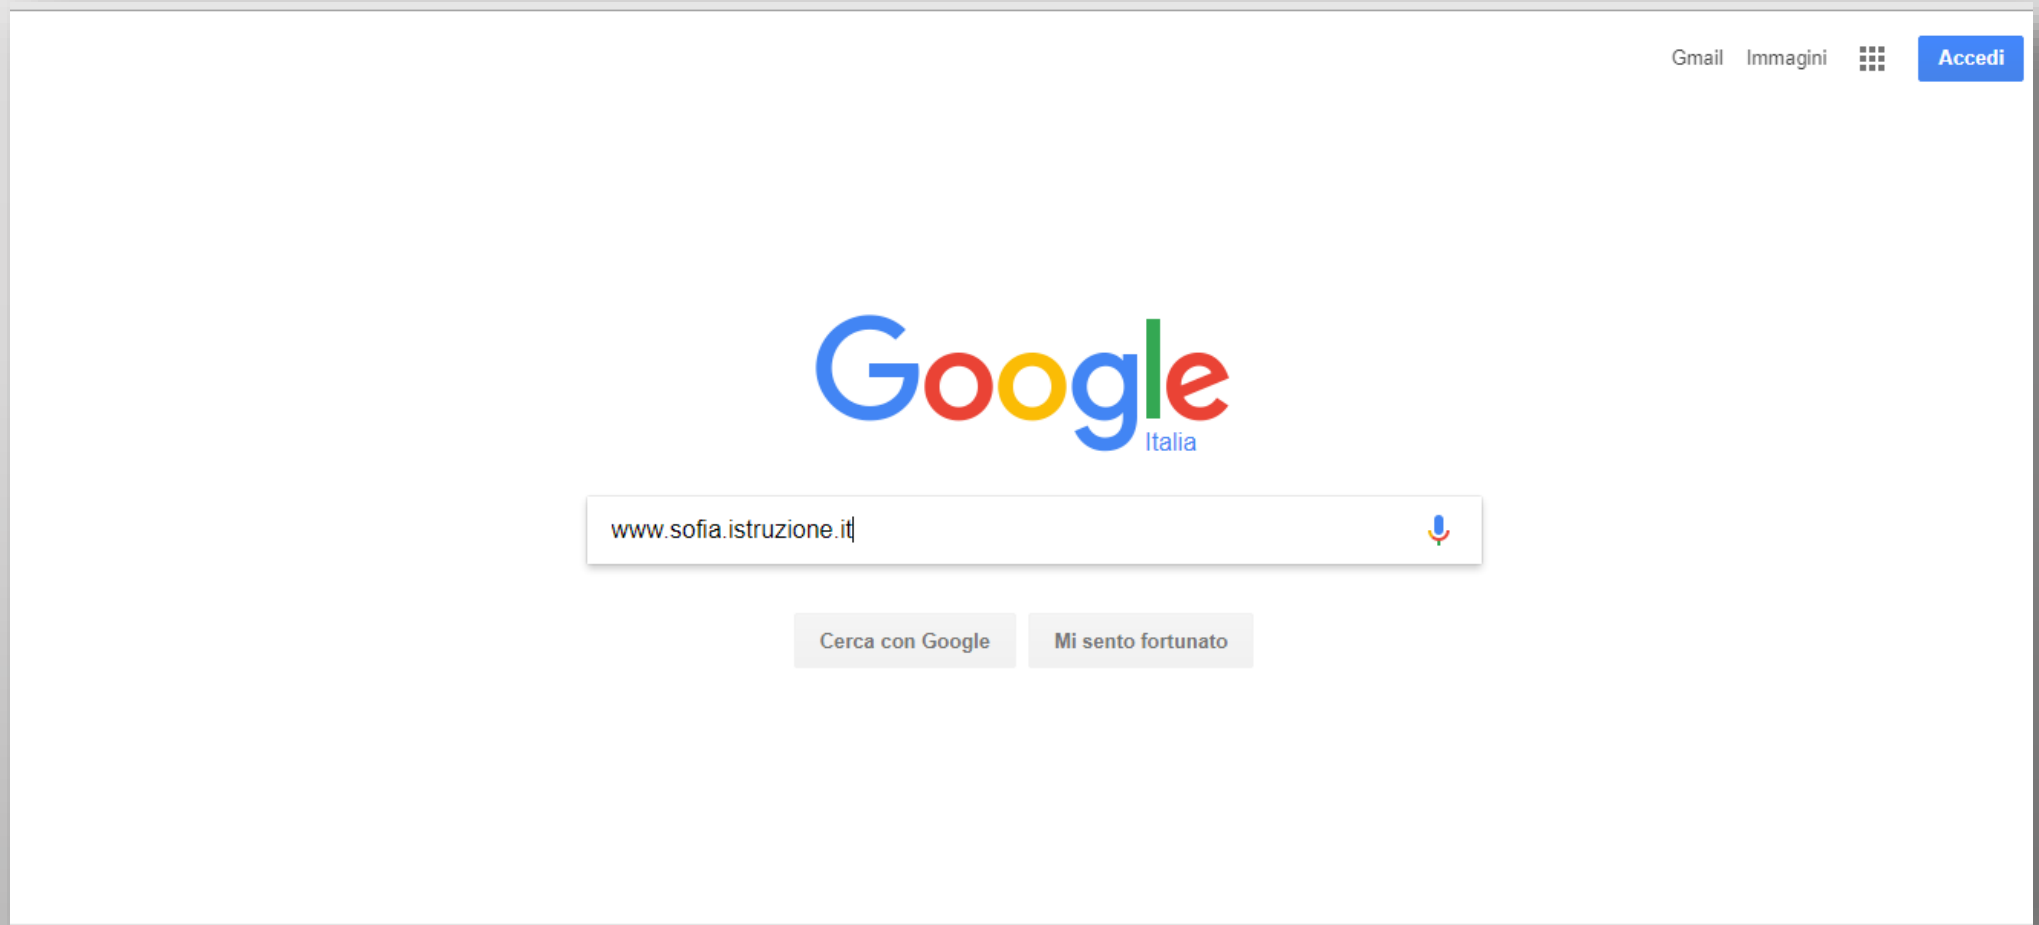 Gmail Immagini Accedi
Google
Italia
www.sofia.istruzione.it
Cerca con Google Mi sento fortunato